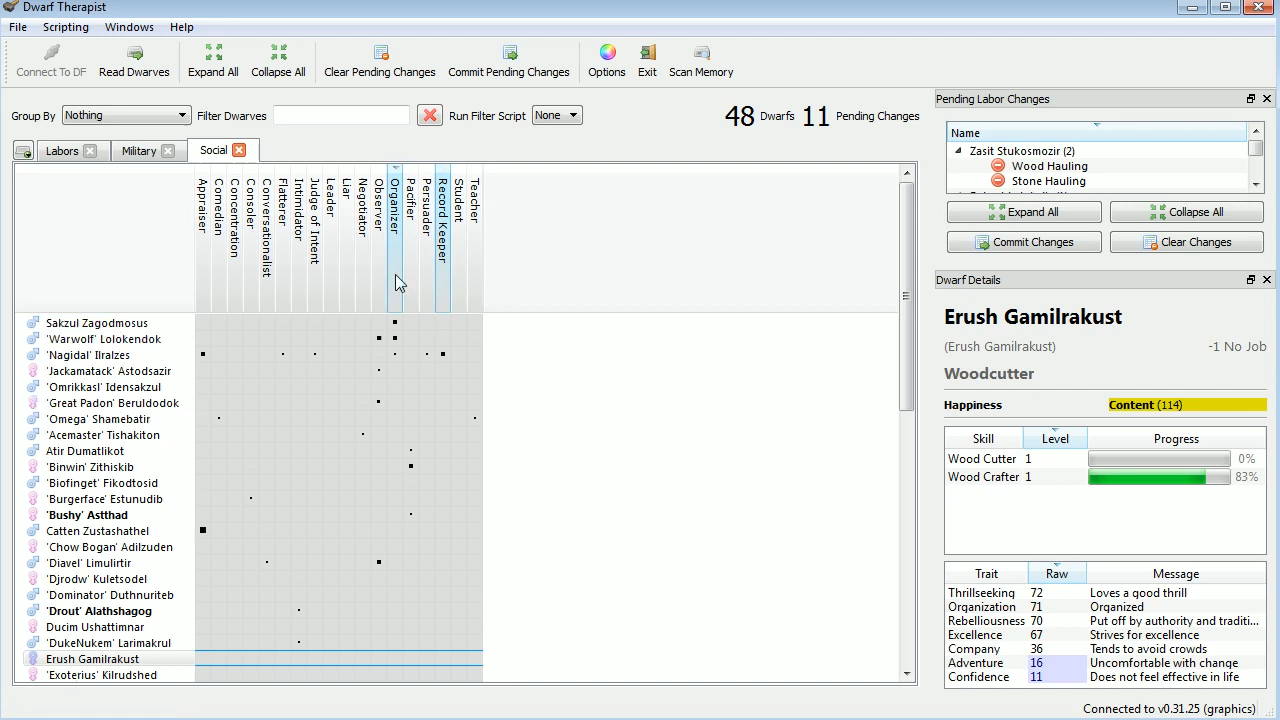 Dwarf Therapist
File Scripting Windows Help
Connect To DF Read Dwarves Expand All Collapse All Clear Pending Changes Commit Pending Changes Options Exit Scan Memory
Group By Nothing Filter Dwarves Run Filter Script None 48 Dwarfs 11 Pending Changes
Labors Military Social
Appraiser
Comedian
Concentration
Consoler
Conversationalist
Flatterer
Intimidator
Judge of Intent
Leader
Liar
Negotiator
Observer
Organizer
Pacifier
Persuader
Record Keeper
Student
Teacher
Sakzul Zagodmosus
'Warwolf' Lolokendok
'Nagidal' Ilralzes
'Jackamatack' Astodsazir
'Omrikkasl' Idensakzul
'Great Padon' Beruldodok
'Omega' Shamebatir
'Acemaster' Tishakiton
Atir Dumatlikot
'Binwin' Zithiskib
'Biofinget' Fikodtosid
'Burgerface' Estunudib
'Bushy' Astthad
Catten Zustashathel
'Chow Bogan' Adilzuden
'Diavel' Limulirtir
'Djrodw' Kuletsodel
'Dominator' Duthnuriteb
'Drout' Alathshagog
Ducim Ushattimnar
'DukeNukem' Larimakrul
Erush Gamilrakust
'Exoterius' Kilrudshed
Pending Labor Changes
Name
Zasit Stukosmozir (2)
Wood Hauling
Stone Hauling
Expand All Collapse All
Commit Changes Clear Changes
Dwarf Details
Erush Gamilrakust
(Erush Gamilrakust) -1 No Job
Woodcutter
Happiness Content (114)
Skill Level Progress
Wood Cutter 1 0%
Wood Crafter 1 83%
Trait Raw Message
Thrillseeking 72 Loves a good thrill
Organization 71 Organized
Rebelliousness 70 Put off by authority and traditi...
Excellence 67 Strives for excellence
Company 36 Tends to avoid crowds
Adventure 16 Uncomfortable with change
Confidence 11 Does not feel effective in life
Connected to v0.31.25 (graphics)